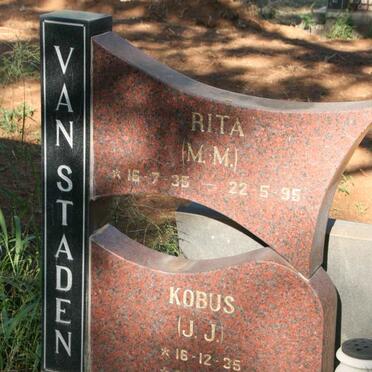 VAN STADEN
RITA
(M. M.)
* 16 - 7 - 35 — 22 - 5 - 95
KOBUS
(J. J.)
* 16 - 12 - 35